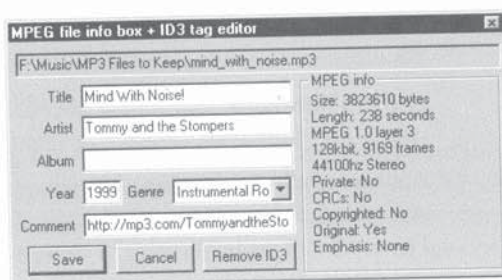 MPEG file info box + ID3 tag editor
F:\Music\MP3 Files to Keep\mind_with_noise.mp3
Title Mind With Noise!
Artist Tommy and the Stompers
Album
Year 1999 Genre Instrumental Ro
Comment http://mp3.com/TommyandtheSto
Save Cancel Remove ID3
MPEG info
Size: 3823610 bytes
Length: 238 seconds
MPEG 1.0 layer 3
128kbit, 9169 frames
44100hz Stereo
Private: No
CRCs: No
Copyrighted: No
Original: Yes
Emphasis: None